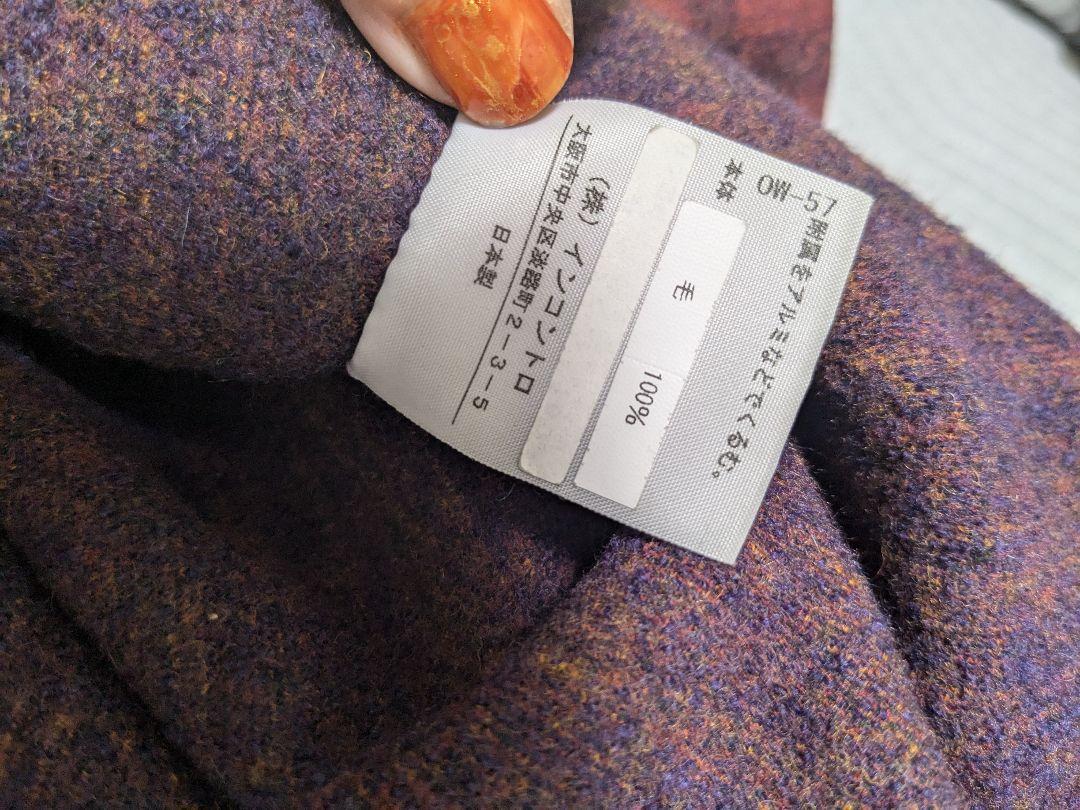 OM-57
附属をアルミなどでくるむ。
本体
毛 100%
(株)インコントロ
大阪市中央区淡路町2-3-5
日本製